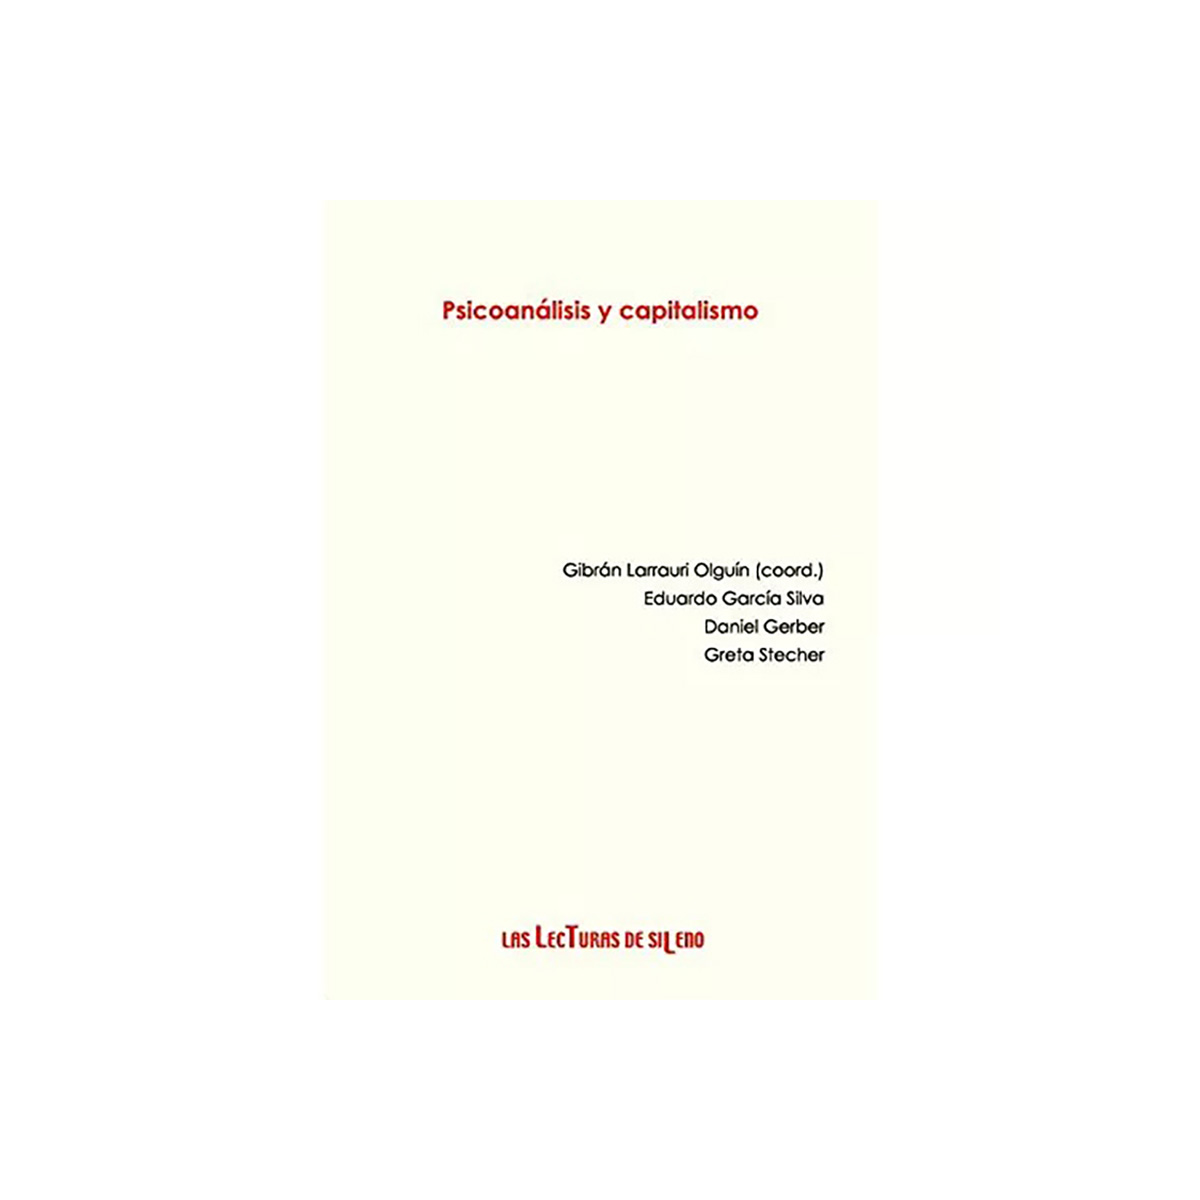 Psicoanálisis y capitalismo
Gibrán Larrauri Olguín (coord.)
Eduardo García Silva
Daniel Gerber
Greta Stecher
LAS LECTURAS DE SILENO